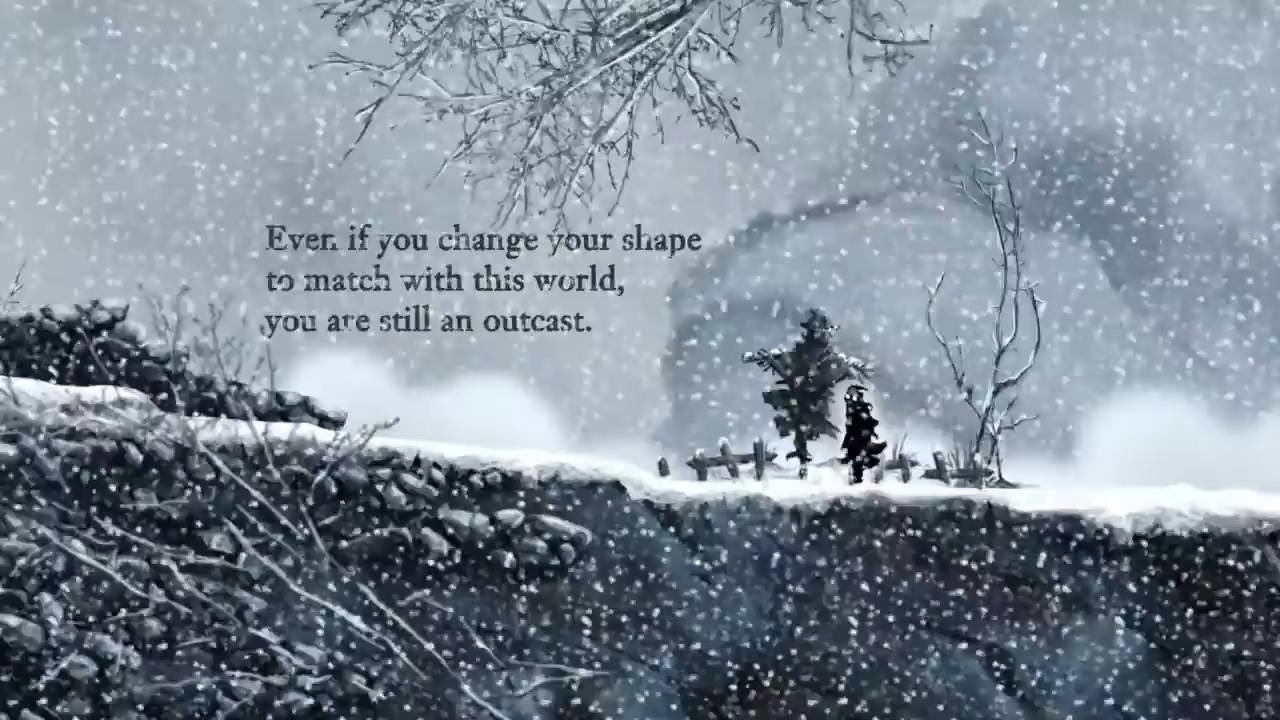 Even if you change your shape
to match with this world,
you are still an outcast.